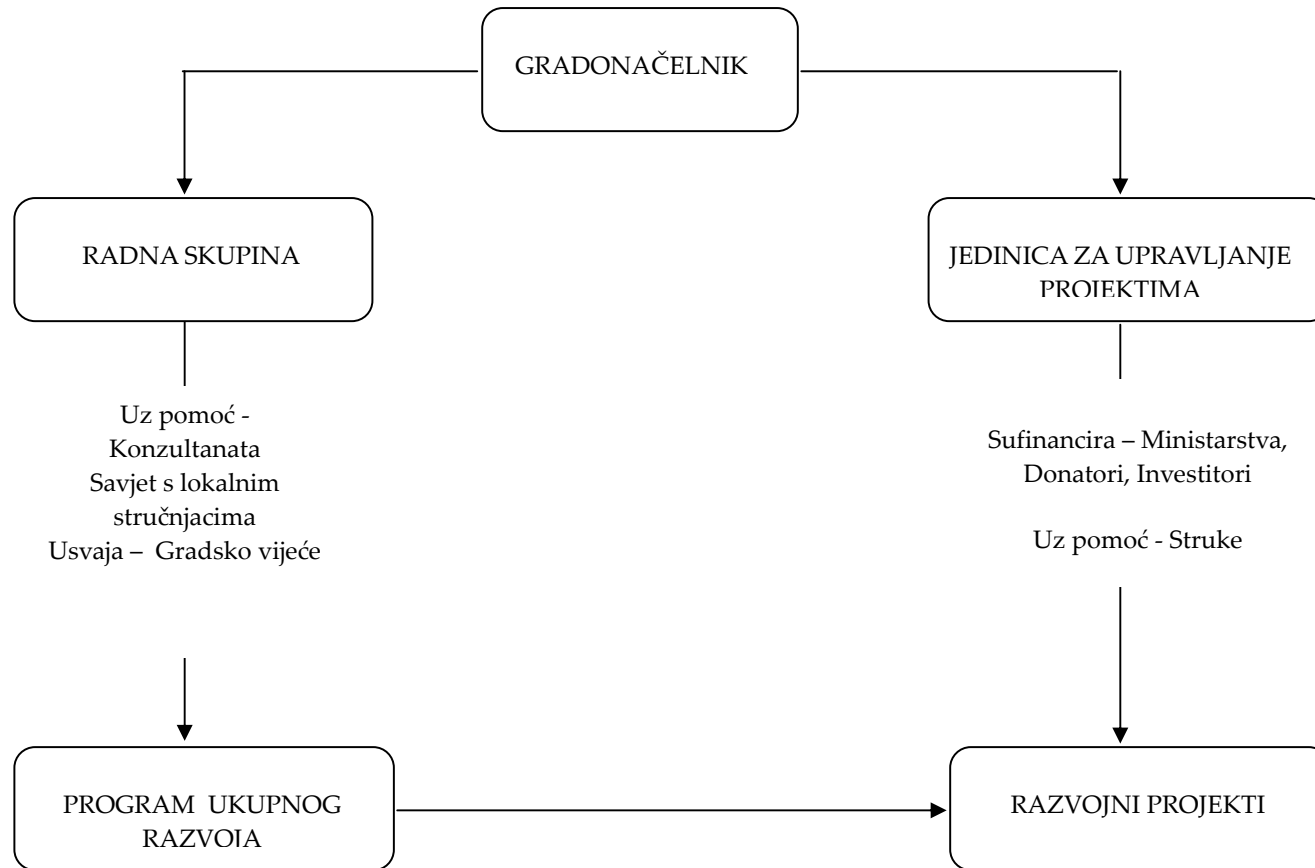 GRADONAČELNIK
RADNA SKUPINA
JEDINICA ZA UPRAVLJANJE
PROJEKTIMA
Uz pomoć -
Konzultanata
Savjet s lokalnim
stručnjacima
Usvaja – Gradsko vijeće
Sufinancira – Ministarstva,
Donatori, Investitori
Uz pomoć - Struke
PROGRAM UKUPNOG
RAZVOJA
RAZVOJNI PROJEKTI